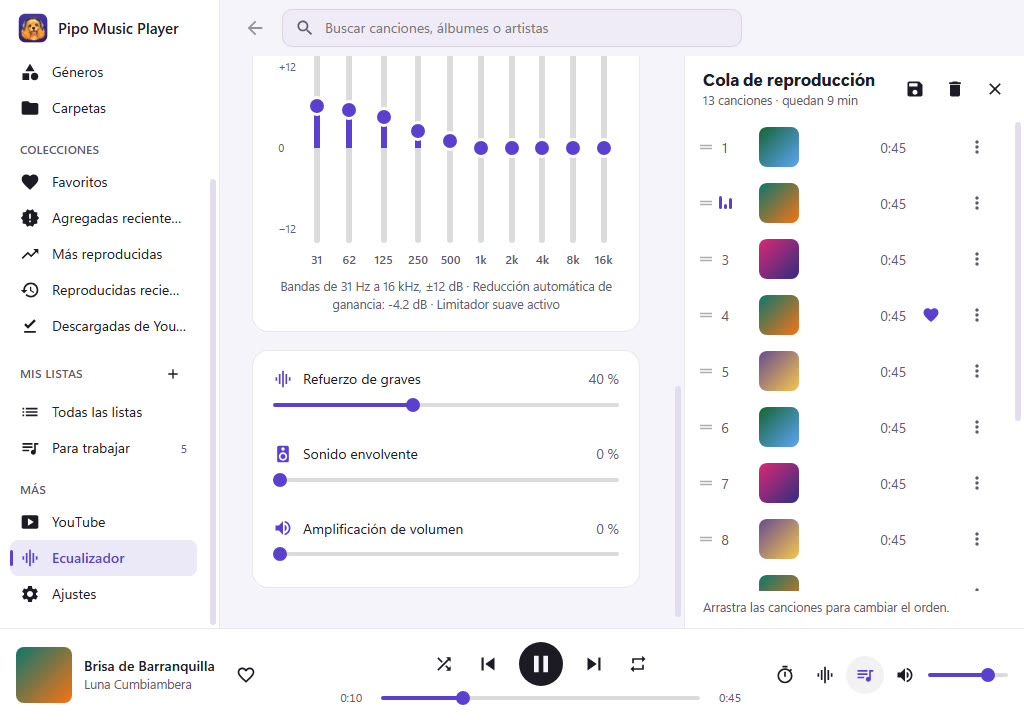 Pipo Music Player
Buscar canciones, álbumes o artistas
Géneros
Carpetas
COLECCIONES
Favoritos
Agregadas reciente...
Más reproducidas
Reproducidas recie...
Descargadas de You...
MIS LISTAS
Todas las listas
Para trabajar 5
MÁS
YouTube
Ecualizador
Ajustes
+12
0
−12
31 62 125 250 500 1k 2k 4k 8k 16k
Bandas de 31 Hz a 16 kHz, ±12 dB · Reducción automática de
ganancia: -4.2 dB · Limitador suave activo
Refuerzo de graves 40 %
Sonido envolvente 0 %
Amplificación de volumen 0 %
Cola de reproducción
13 canciones · quedan 9 min
1 0:45
0:45
3 0:45
4 0:45
5 0:45
6 0:45
7 0:45
8 0:45
Arrastra las canciones para cambiar el orden.
Brisa de Barranquilla
Luna Cumbiambera
0:10 0:45